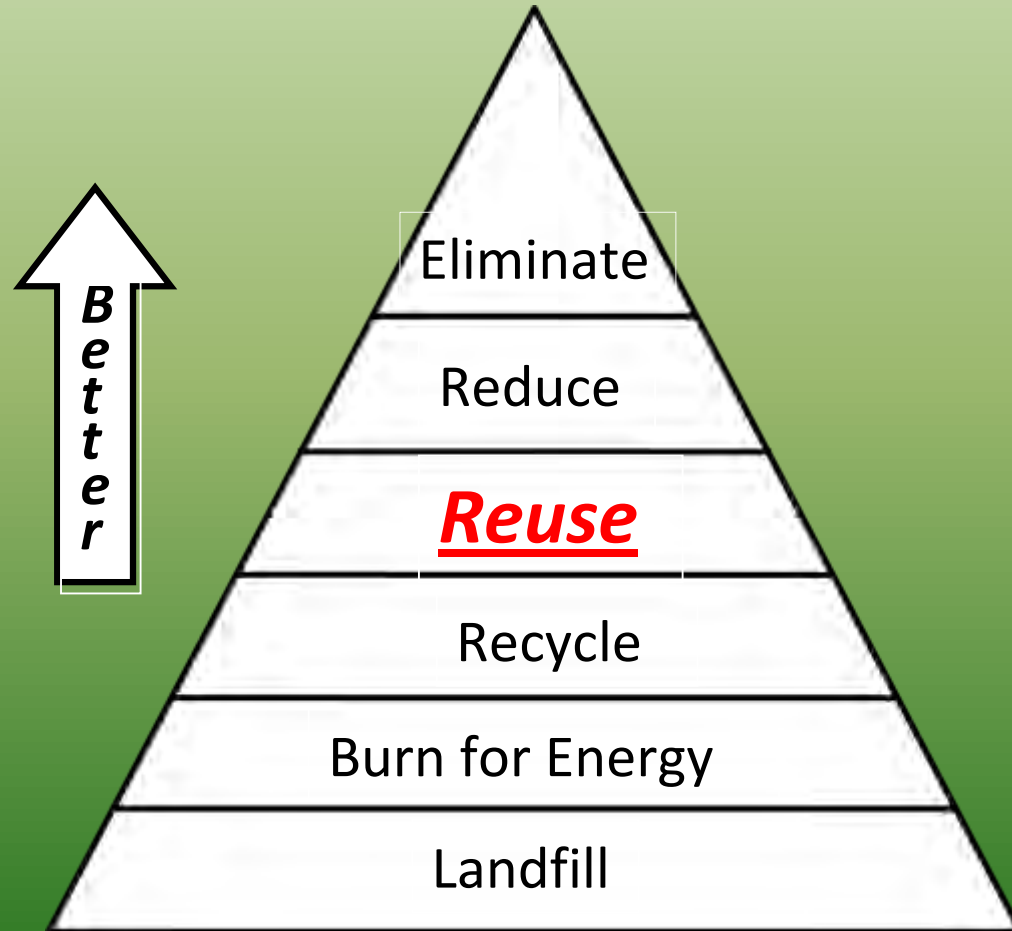 Eliminate
Better
Reduce
Reuse
Recycle
Burn for Energy
Landfill